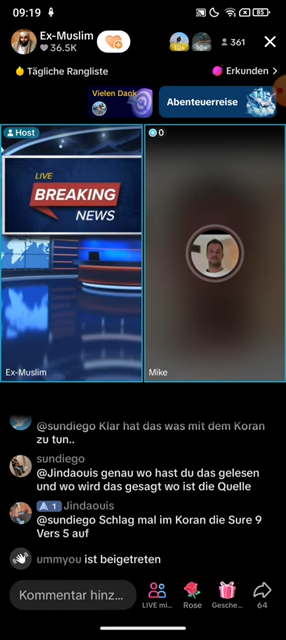 09:19
85
Ex-Muslim
36.5K
10+
10+
361
Tägliche Rangliste
Erkunden
Vielen Dank
Abenteuerreise
Host
0
LIVE
BREAKING
NEWS
Ex-Muslim
Mike
@sundiego Klar hat das was mit dem Koran
zu tun..
sundiego
@Jindaouis genau wo hast du das gelesen
und wo wird das gesagt wo ist die Quelle
1 Jindaouis
@sundiego Schlag mal im Koran die Sure 9
Vers 5 auf
ummyou ist beigetreten
Kommentar hinz...
LIVE mi...
Rose
Gesche...
64